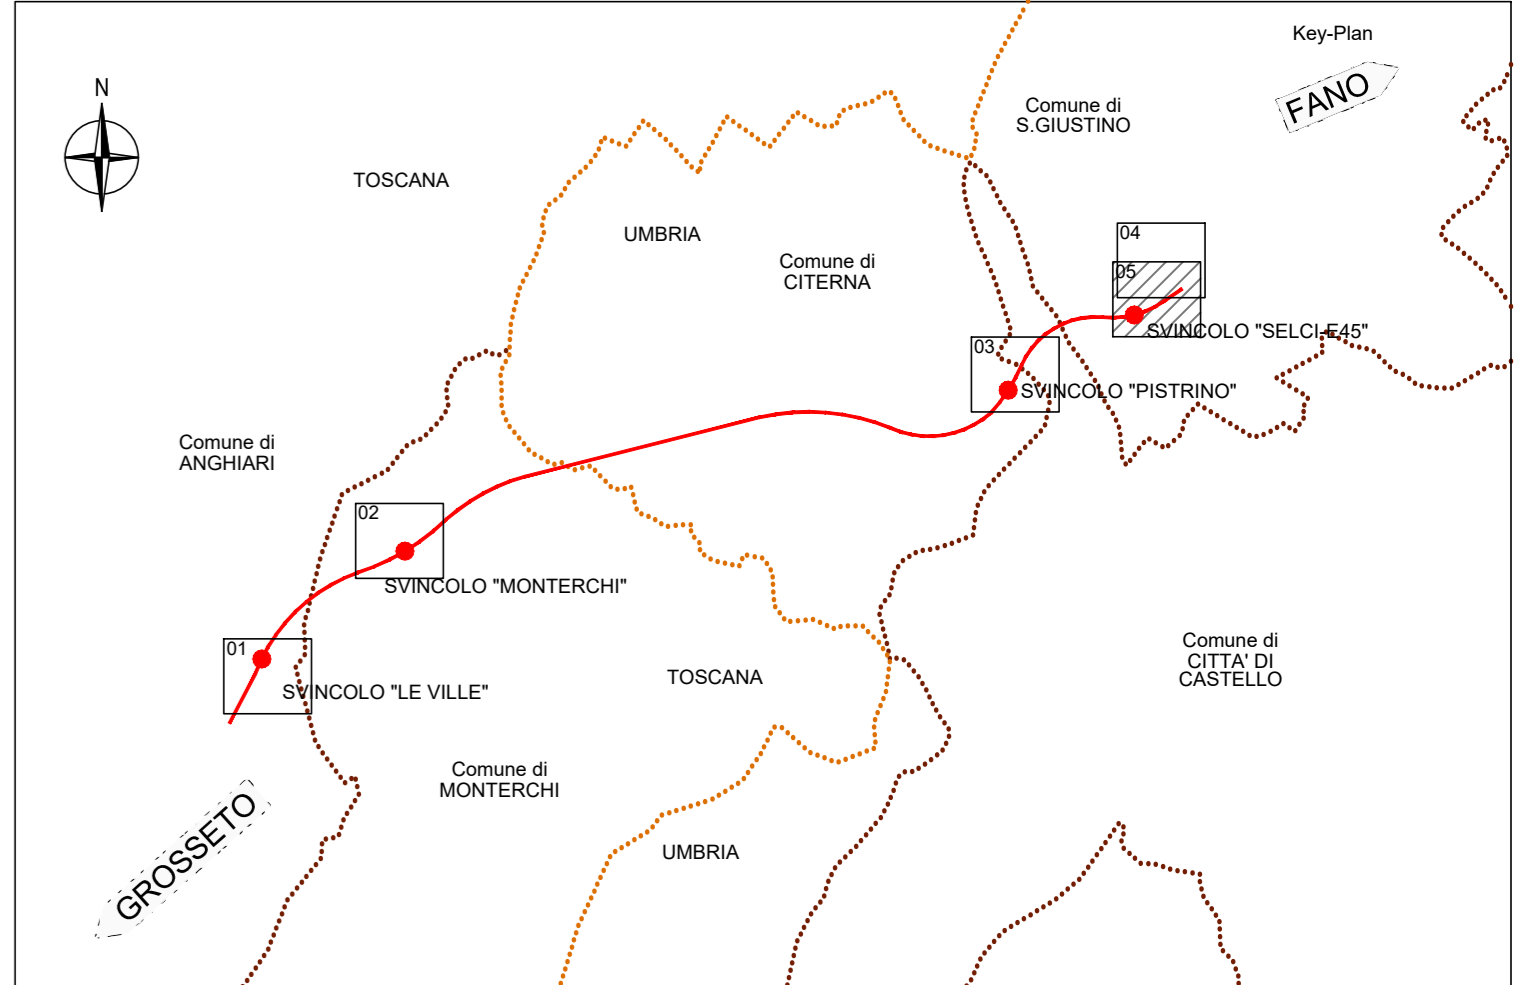 Key-Plan
N
FANO
Comune di
S.GIUSTINO
TOSCANA
UMBRIA
04
Comune di
CITERNA
05
SVINCOLO "SELCI-E45"
03
SVINCOLO "PISTRINO"
Comune di
ANGHIARI
02
SVINCOLO "MONTERCHI"
01
Comune di
CITTA' DI
CASTELLO
TOSCANA
SVINCOLO "LE VILLE"
Comune di
MONTERCHI
GROSSETO
UMBRIA